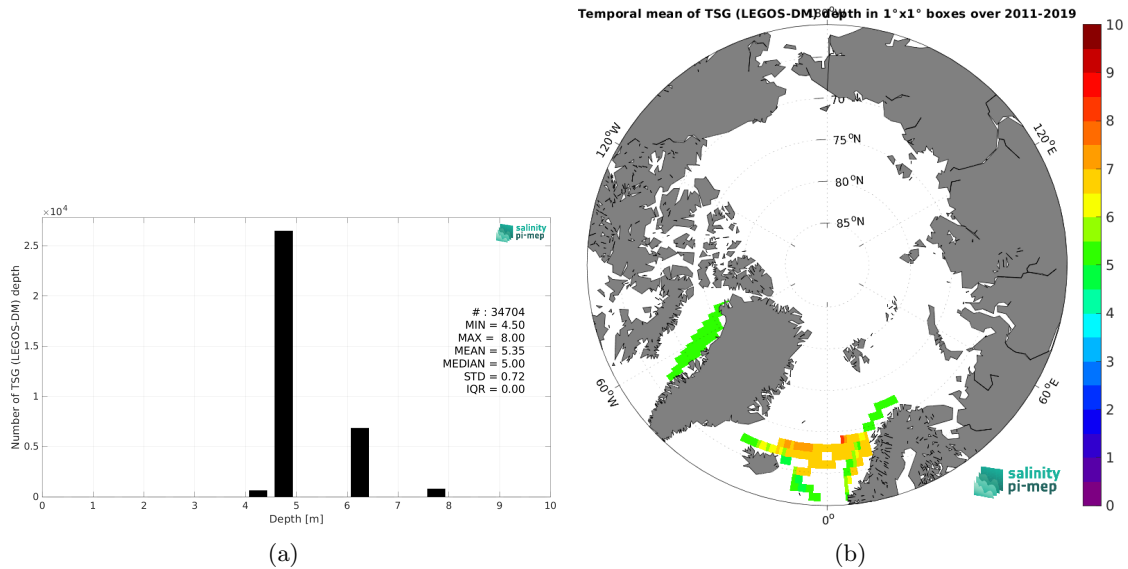 ×10⁴
2.5
2
1.5
1
0.5
0
Number of TSG (LEGOS-DM) depth
salinity
pi-mep
# : 34704
MIN = 4.50
MAX = 8.00
MEAN = 5.35
MEDIAN = 5.00
STD = 0.72
IQR = 0.00
0 1 2 3 4 5 6 7 8 9 10
Depth [m]
(a)
Temporal mean of TSG (LEGOS-DM) depth in 1°x1° boxes over 2011-2019
120°W
120°E
70
75°N
80°N
85°N
60°W
60°E
0°
salinity
pi-mep
10
9
8
7
6
5
4
3
2
1
0
(b)